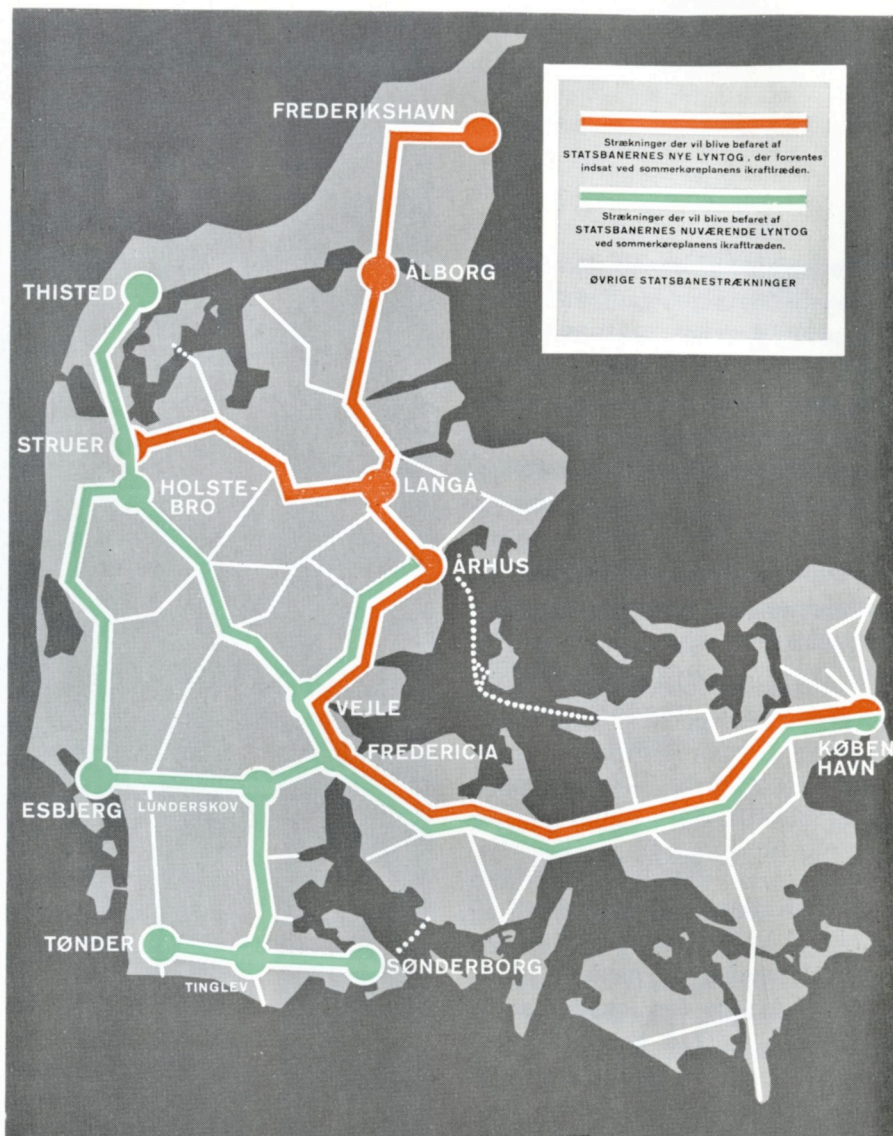 FREDERIKSHAVN
Strækninger der vil blive befaret af
STATSBANERNES NYE LYNTOG, der forventes
indsat ved sommerkøreplanens ikrafttræden.
Strækninger der vil blive befaret af
STATSBANERNES NUVÆRENDE LYNTOG
ved sommerkøreplanens ikrafttræden.
ØVRIGE STATSBANESTRÆKNINGER
ÅLBORG
THISTED
STRUER
HOLSTE-
BRO
LANGÅ
ÅRHUS
VEJLE
FREDERICIA
KØBEN
HAVN
ESBJERG
LUNDERSKOV
TØNDER
TINGLEV
SØNDERBORG